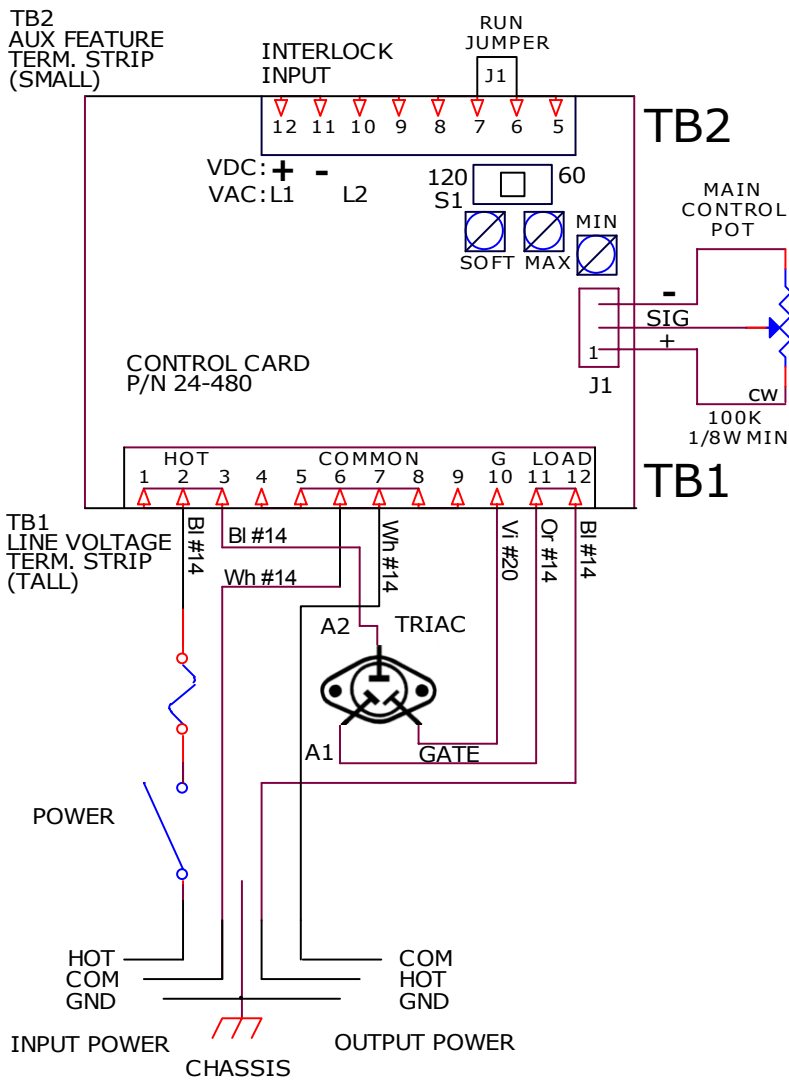 TB2
AUX FEATURE
TERM. STRIP
(SMALL)
INTERLOCK
INPUT
RUN
JUMPER
J1
12 11 10 9 8 7 6 5
TB2
VDC: + -
VAC: L1 L2
120 60
S1
SOFT MAX MIN
MAIN
CONTROL
POT
-
SIG
+
1
J1
CW
100K
1/8W MIN
CONTROL CARD
P/N 24-480
HOT COMMON G LOAD
1 2 3 4 5 6 7 8 9 10 11 12
TB1
TB1
LINE VOLTAGE
TERM. STRIP
(TALL)
Bl #14
Bl #14
Wh #14
Wh #14
Vi #20
Or #14
Bl #14
A2 TRIAC
A1 GATE
POWER
HOT
COM
GND
COM
HOT
GND
INPUT POWER
CHASSIS
OUTPUT POWER